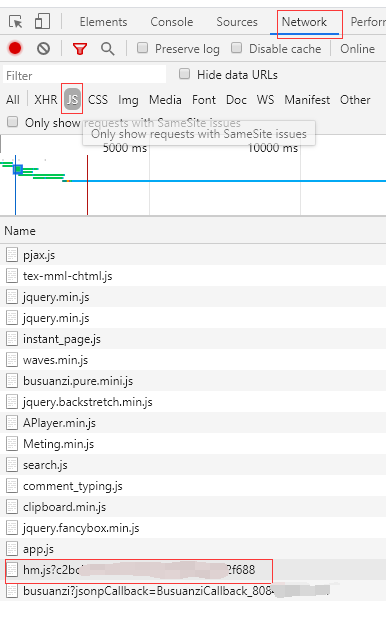 Elements Console Sources Network Perforr
Preserve log Disable cache Online
Filter Hide data URLs
All XHR JS CSS Img Media Font Doc WS Manifest Other
Only show requests with SameSite issues
Only show requests with SameSite issues
5000 ms 10000 ms
Name
pjax.js
tex-mml-chtml.js
jquery.min.js
jquery.min.js
instant_page.js
waves.min.js
busuanzi.pure.mini.js
jquery.backstretch.min.js
APlayer.min.js
Meting.min.js
search.js
comment_typing.js
clipboard.min.js
jquery.fancybox.min.js
app.js
hm.js?c2bc 2f688
busuanzi?jsonpCallback=BusuanziCallback_808